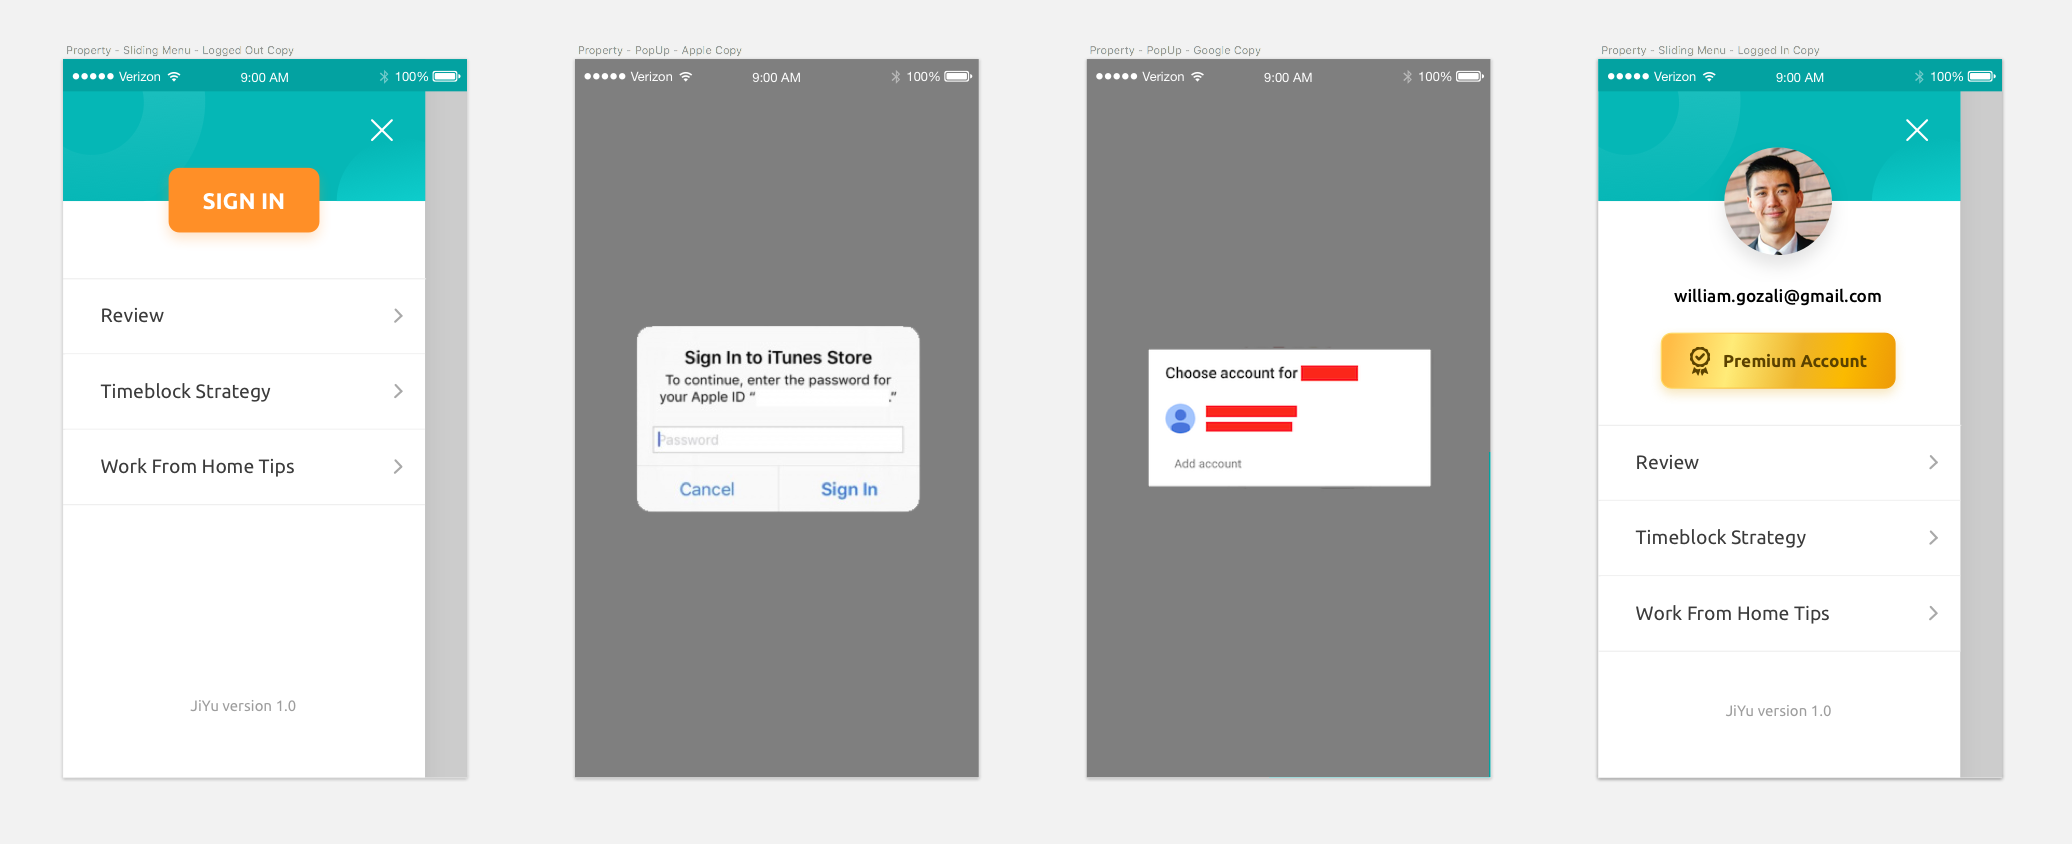 Property - Sliding Menu - Logged Out Copy
Verizon 9:00 AM 100%
SIGN IN
Review
Timeblock Strategy
Work From Home Tips
JiYu version 1.0
Property - PopUp - Apple Copy
Verizon 9:00 AM 100%
Sign In to iTunes Store
To continue, enter the password for
your Apple ID “ .”
Password
Cancel Sign In
Property - PopUp - Google Copy
Verizon 9:00 AM 100%
Choose account for
Add account
Property - Sliding Menu - Logged In Copy
Verizon 9:00 AM 100%
william.gozali@gmail.com
Premium Account
Review
Timeblock Strategy
Work From Home Tips
JiYu version 1.0